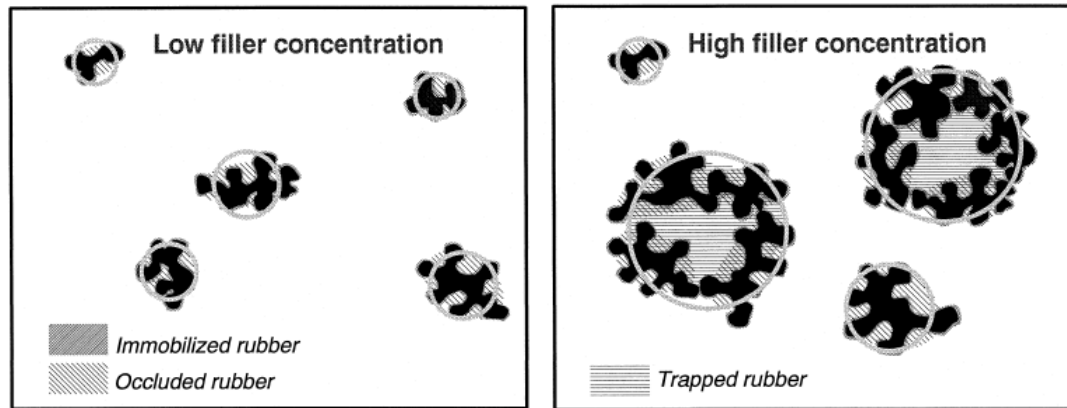 Low filler concentration
Immobilized rubber
Occluded rubber
High filler concentration
Trapped rubber